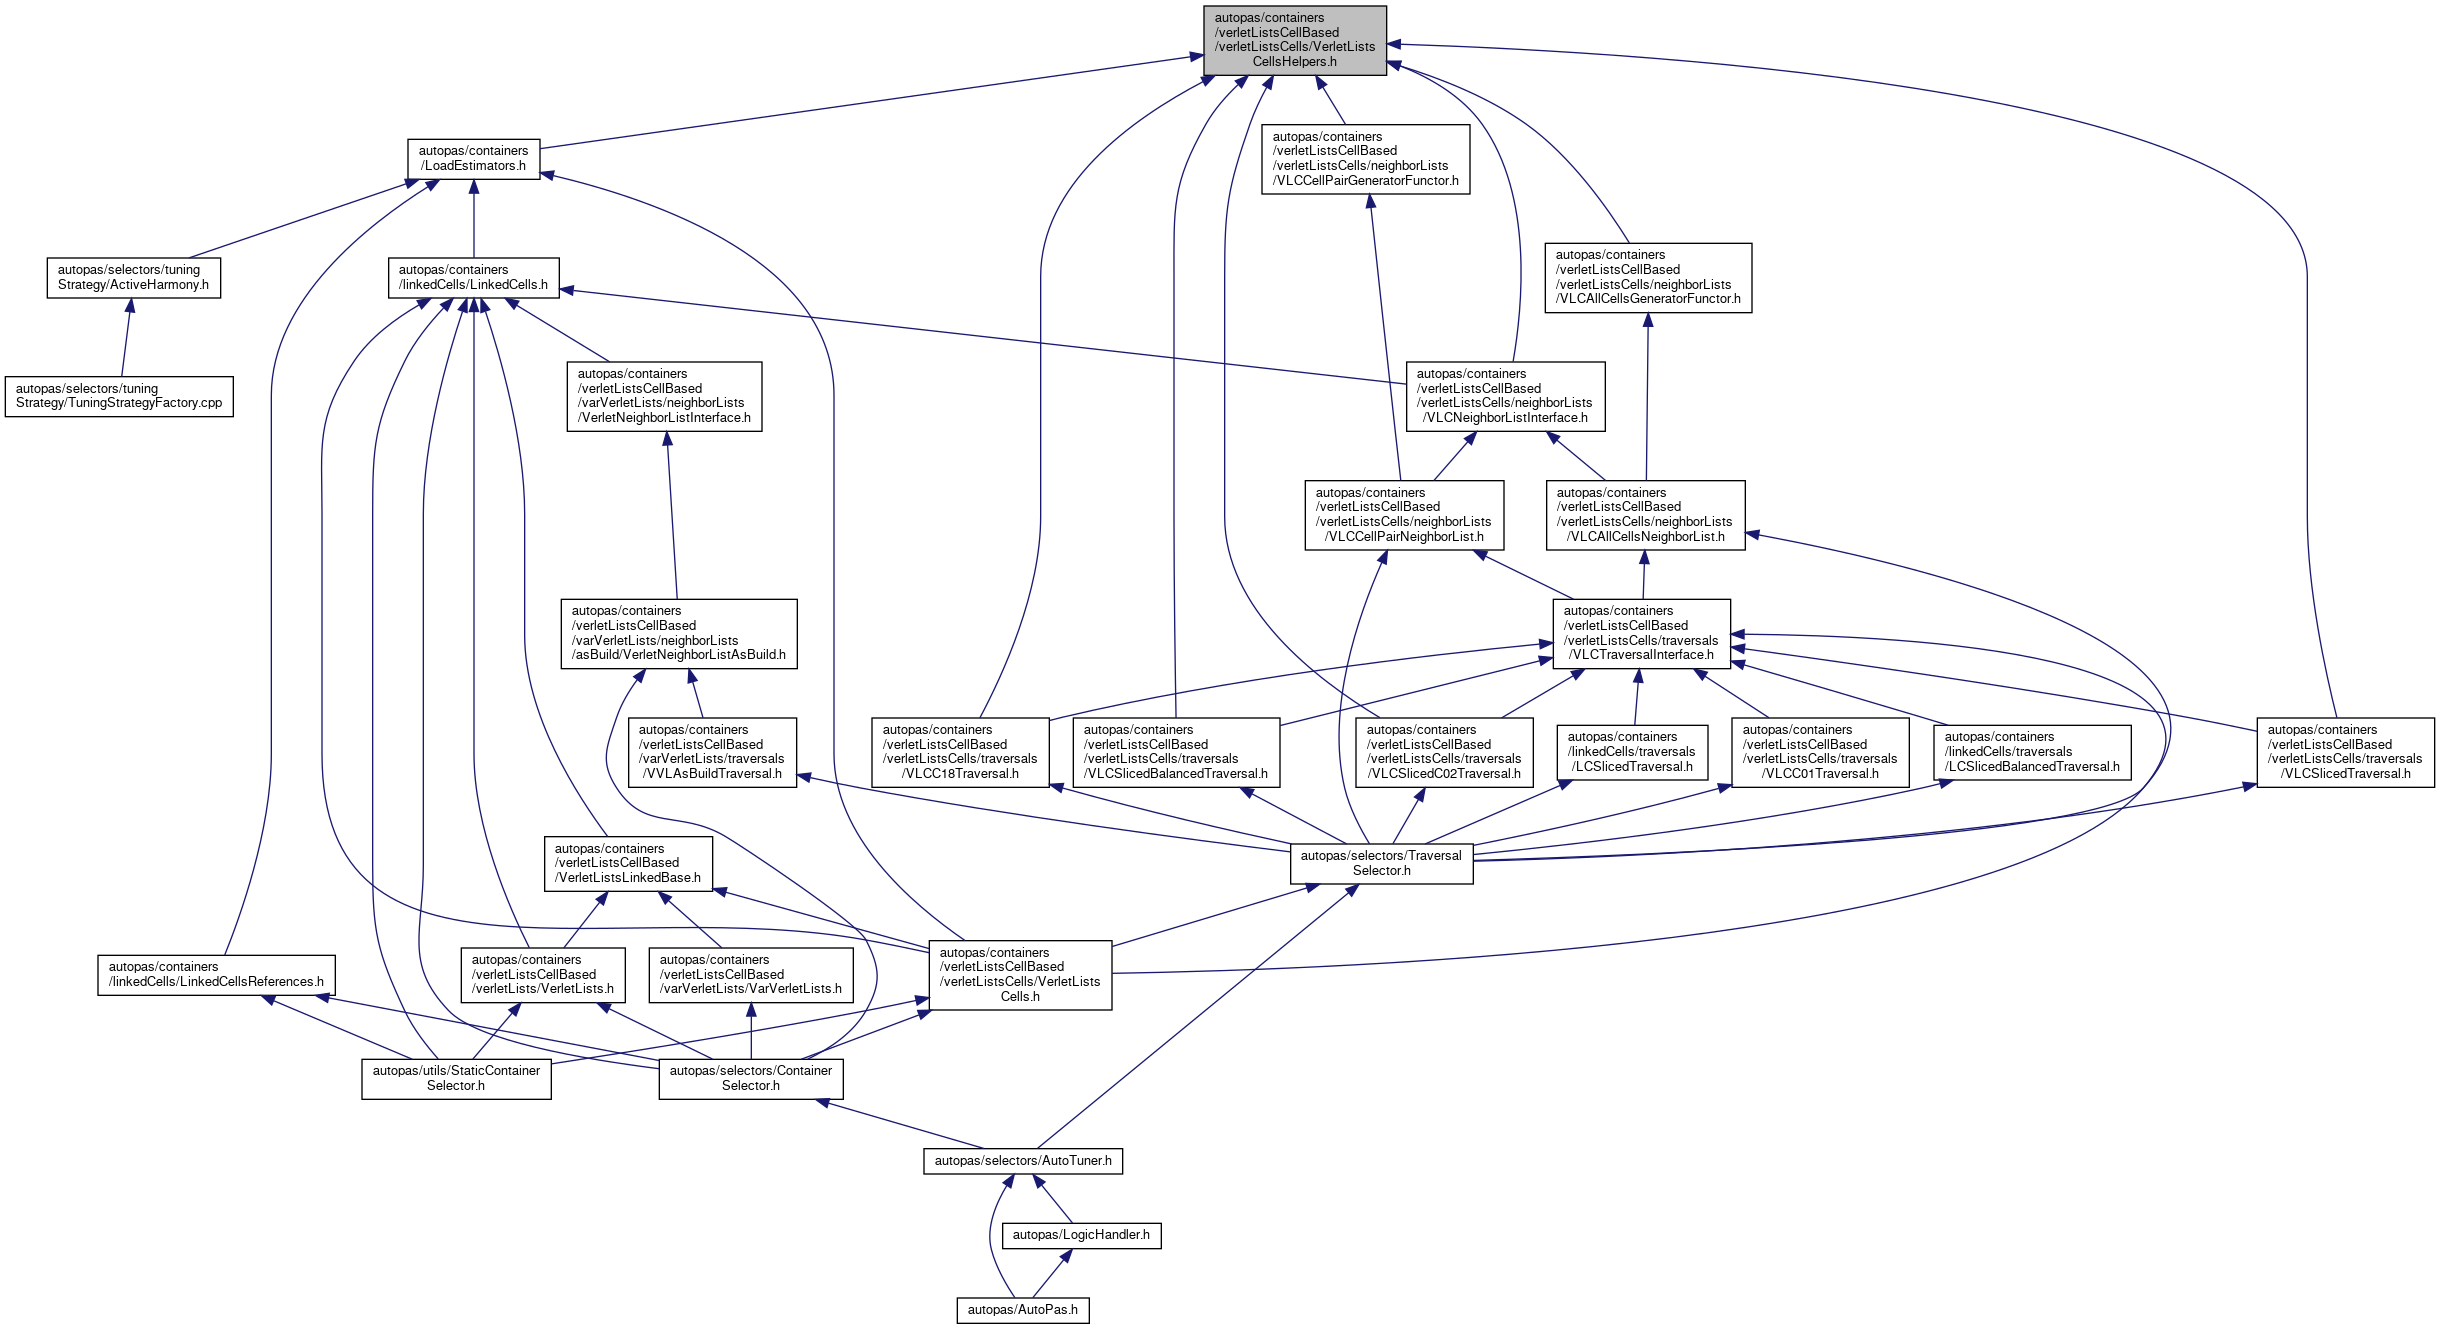 autopas/containers
/verletListsCellBased
/verletListsCells/VerletLists
CellsHelpers.h
autopas/containers
/LoadEstimators.h
autopas/containers
/verletListsCellBased
/verletListsCells/neighborLists
/VLCCellPairGeneratorFunctor.h
autopas/selectors/tuning
Strategy/ActiveHarmony.h
autopas/containers
/linkedCells/LinkedCells.h
autopas/containers
/verletListsCellBased
/verletListsCells/neighborLists
/VLCAllCellsGeneratorFunctor.h
autopas/selectors/tuning
Strategy/TuningStrategyFactory.cpp
autopas/containers
/verletListsCellBased
/varVerletLists/neighborLists
/VerletNeighborListInterface.h
autopas/containers
/verletListsCellBased
/verletListsCells/neighborLists
/VLCNeighborListInterface.h
autopas/containers
/verletListsCellBased
/verletListsCells/neighborLists
/VLCCellPairNeighborList.h
autopas/containers
/verletListsCellBased
/verletListsCells/neighborLists
/VLCAllCellsNeighborList.h
autopas/containers
/verletListsCellBased
/varVerletLists/neighborLists
/asBuild/VerletNeighborListAsBuild.h
autopas/containers
/verletListsCellBased
/verletListsCells/traversals
/VLCTraversalInterface.h
autopas/containers
/verletListsCellBased
/varVerletLists/traversals
/VVLAsBuildTraversal.h
autopas/containers
/verletListsCellBased
/verletListsCells/traversals
/VLCC18Traversal.h
autopas/containers
/verletListsCellBased
/verletListsCells/traversals
/VLCSlicedBalancedTraversal.h
autopas/containers
/verletListsCellBased
/verletListsCells/traversals
/VLCSlicedC02Traversal.h
autopas/containers
/linkedCells/traversals
/LCSlicedTraversal.h
autopas/containers
/verletListsCellBased
/verletListsCells/traversals
/VLCC01Traversal.h
autopas/containers
/linkedCells/traversals
/LCSlicedBalancedTraversal.h
autopas/containers
/verletListsCellBased
/verletListsCells/traversals
/VLCSlicedTraversal.h
autopas/containers
/verletListsCellBased
/VerletListsLinkedBase.h
autopas/selectors/Traversal
Selector.h
autopas/containers
/linkedCells/LinkedCellsReferences.h
autopas/containers
/verletListsCellBased
/verletLists/VerletLists.h
autopas/containers
/verletListsCellBased
/varVerletLists/VarVerletLists.h
autopas/containers
/verletListsCellBased
/verletListsCells/VerletLists
Cells.h
autopas/utils/StaticContainer
Selector.h
autopas/selectors/Container
Selector.h
autopas/selectors/AutoTuner.h
autopas/LogicHandler.h
autopas/AutoPas.h